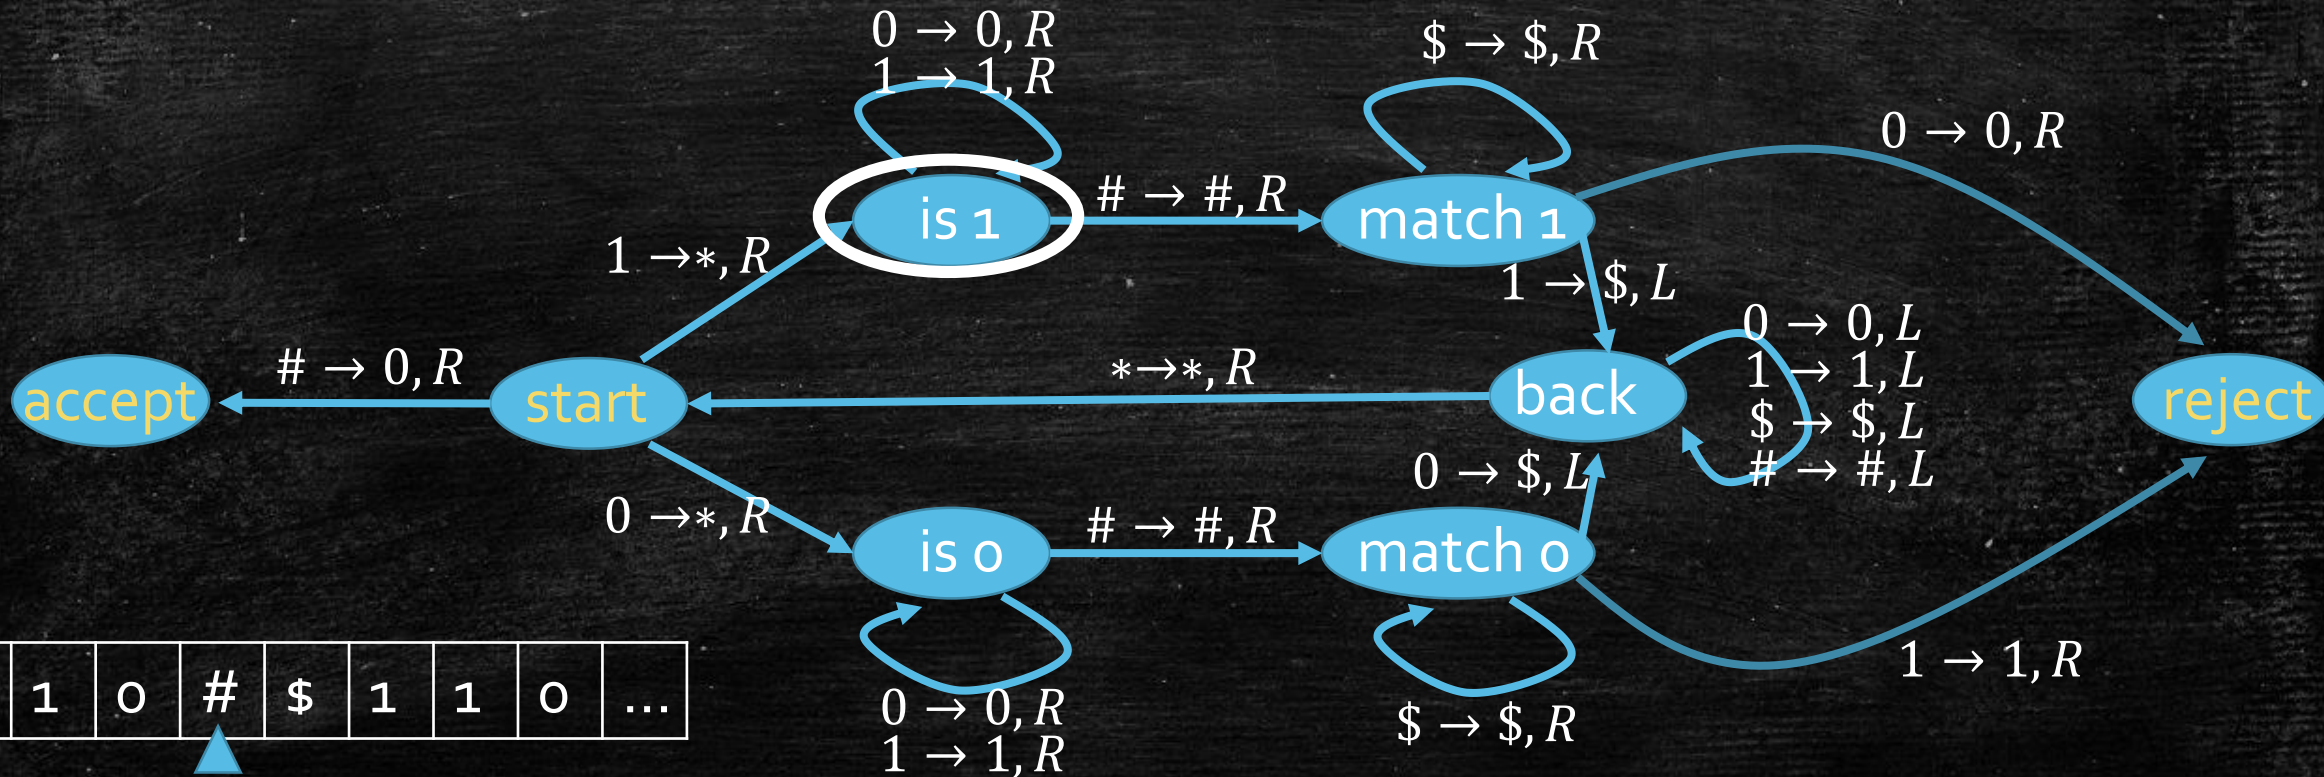 0 → 0, R
1 → 1, R
$ → $, R
0 → 0, R
is 1
# → #, R
match 1
1 →*, R
1 → $, L
accept
# → 0, R
start
*→*, R
back
0 → 0, L
1 → 1, L
$ → $, L
# → #, L
reject
0 → $, L
0 →*, R
is 0
# → #, R
match 0
1 → 1, R
0 → 0, R
1 → 1, R
$ → $, R
1 0 # $ 1 1 0 ...